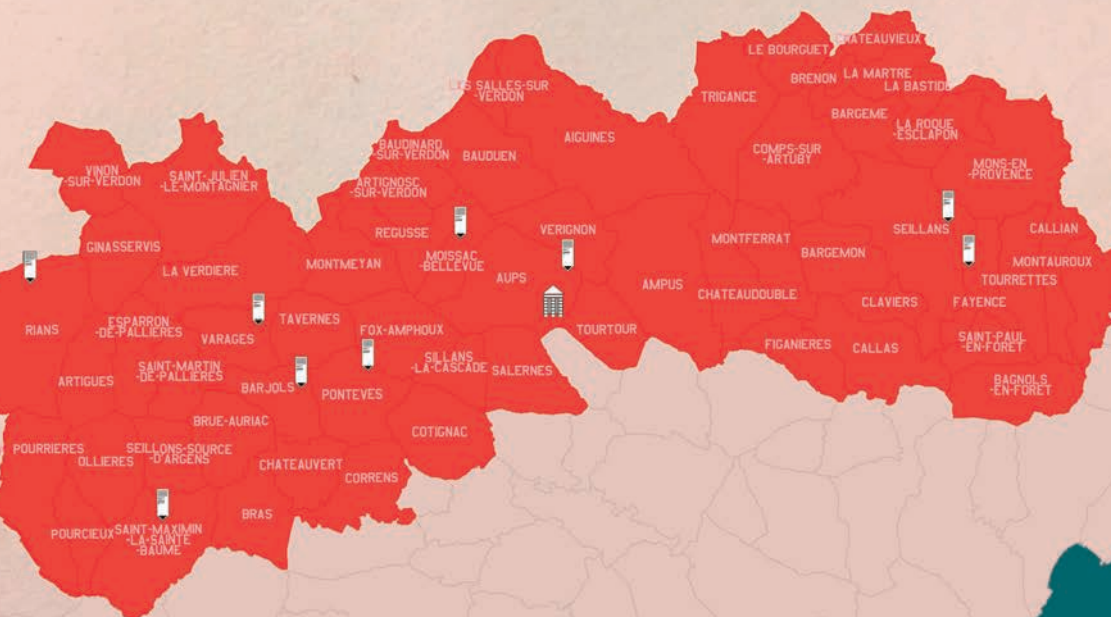 LE BOURGUET
CHATEAUVIEUX
BRENON
LA MARTRE
LA BASTIDE
LES SALLES-SUR
-VERDON
TRIGANCE
BARGEME
LA ROQUE
-ESCLAPON
AIGUINES
BAUDINARD
-SUR-VERDON
BAUDUEN
COMPS-SUR
-ARTUBY
MONS-EN
-PROVENCE
VINON
-SUR-VERDON
SAINT-JULIEN
-LE-MONTAGNIER
ARTIGNOSC
-SUR-VERDON
REGUSSE
VERIGNON
SEILLANS
CALLIAN
GINASSERVIS
MONTFERRAT
BARGEMON
MOISSAC
-BELLEVUE
MONTMEYAN
LA VERDIERE
MONTAUROUX
AUPS
AMPUS
TOURRETTES
CHATEAUDOUBLE
CLAVIERS
FAYENCE
RIANS
ESPARRON
-DE-PALLIERES
TAVERNES
FOX-AMPHOUX
TOURTOUR
VARAGES
SAINT-PAUL
-EN-FORET
FIGANIERES
CALLAS
SILLANS
-LA-CASCADE
SALERNES
SAINT-MARTIN
-DE-PALLIERES
ARTIGUES
BARJOLS
PONTEVES
BAGNOLS
-EN-FORET
BRUE-AURIAC
COTIGNAC
POURRIERES
OLLIERES
SEILLONS-SOURCE
-D'ARGENS
CHATEAUVERT
CORRENS
BRAS
POURCIEUX
SAINT-MAXIMIN
-LA-SAINTE
-BAUME